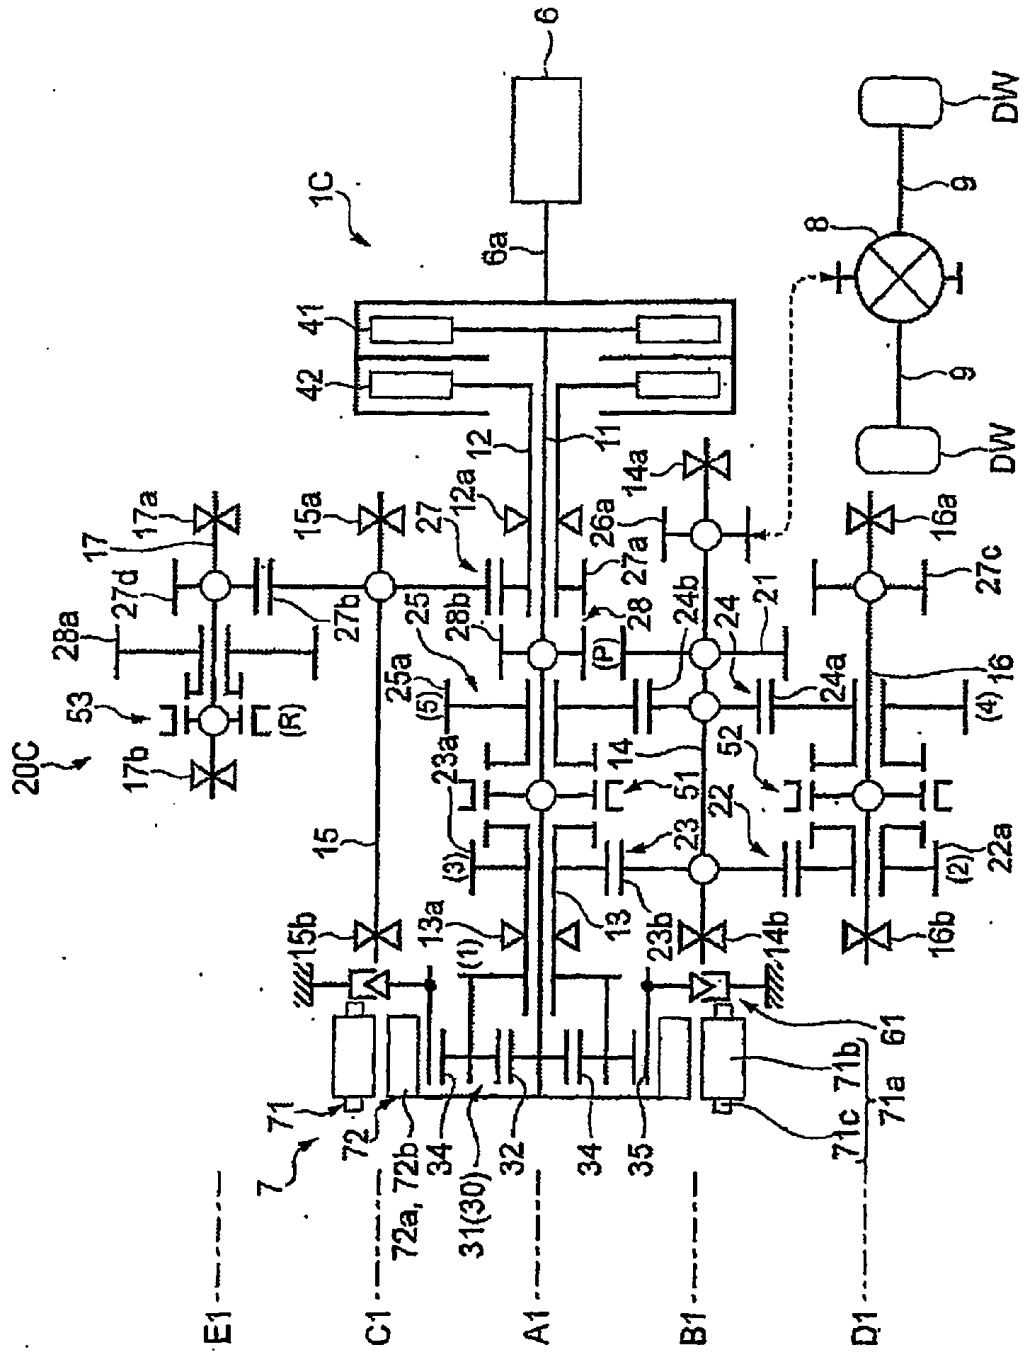 6
1C
6a
41
42
12
11
12a
17a
17
27d
28a
53
20C
17b
(R)
27b
15a
27
25
28b
25a
(5)
23a
(3)
28
27a
(P)
24b
26a
14a
21
24
24a
14
51
52
22
23
23b
13
13a
15
15b
(1)
14b
16b
(2)
22a
(4)
16
27c
16a
8
9
9
DW
DW
61
71
7
72
72a, 72b
34
31(30)
32
34
35
71c
71b
71a
E1
C1
A1
B1
D1